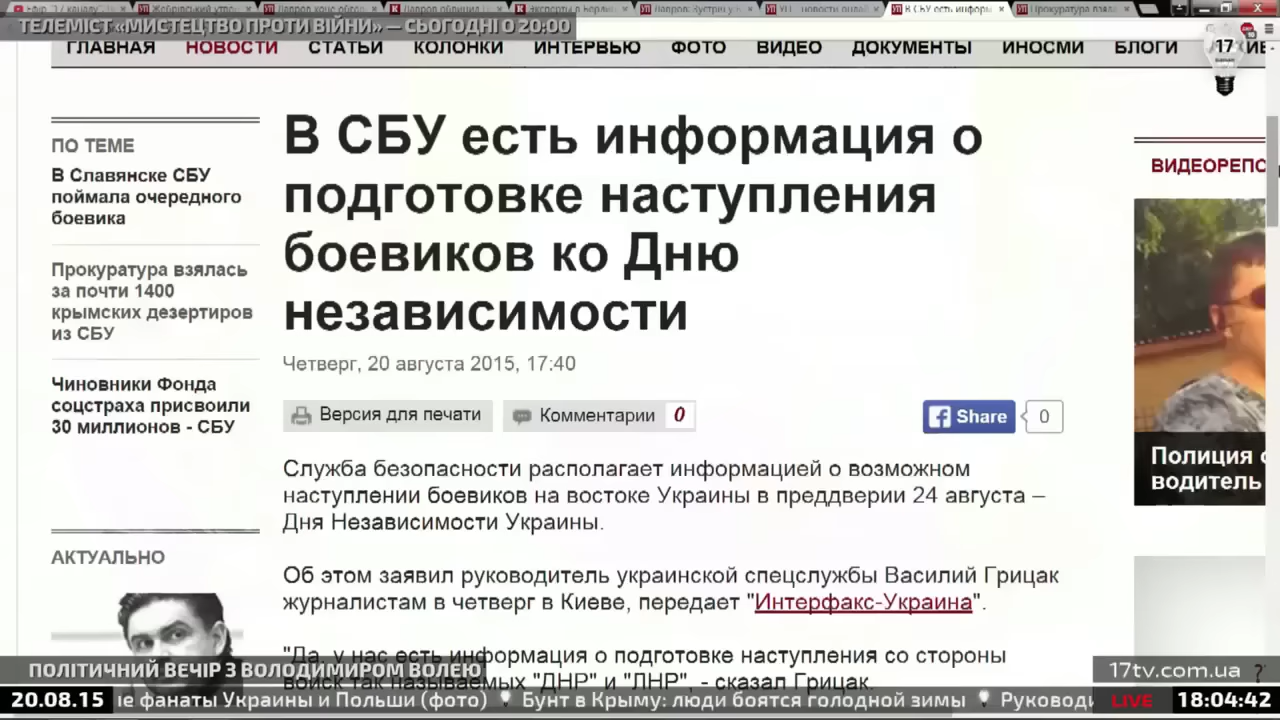 ТЕЛЕМІСТ «МИСТЕЦТВО ПРОТИ ВІЙНИ» — СЬОГОДНІ О 20:00
ГЛАВНАЯ НОВОСТИ СТАТЬИ КОЛОНКИ ИНТЕРВЬЮ ФОТО ВИДЕО ДОКУМЕНТЫ ИНОСМИ БЛОГИ
17
ПО ТЕМЕ
В Славянске СБУ
поймала очередного
боевика
Прокуратура взялась
за почти 1400
крымских дезертиров
из СБУ
Чиновники Фонда
соцстраха присвоили
30 миллионов - СБУ
АКТУАЛЬНО
В СБУ есть информация о
подготовке наступления
боевиков ко Дню
независимости
Четверг, 20 августа 2015, 17:40
Версия для печати
Комментарии 0
Share 0
Служба безопасности располагает информацией о возможном
наступлении боевиков на востоке Украины в преддверии 24 августа –
Дня Независимости Украины.
Об этом заявил руководитель украинской спецслужбы Василий Грицак
журналистам в четверг в Киеве, передает "Интерфакс-Украина".
"Да, у нас есть информация о подготовке наступления со стороны
войск так называемых "ДНР" и "ЛНР", - сказал Грицак.
ВИДЕОРЕПО
Полиция
водитель
ПОЛІТИЧНИЙ ВЕЧІР З ВОЛОДИМИРОМ ВОЛЕЮ
17tv.com.ua
20.08.15 е фанаты Украины и Польши (фото) Бунт в Крыму: люди боятся голодной зимы Руковод LIVE 18:04:42